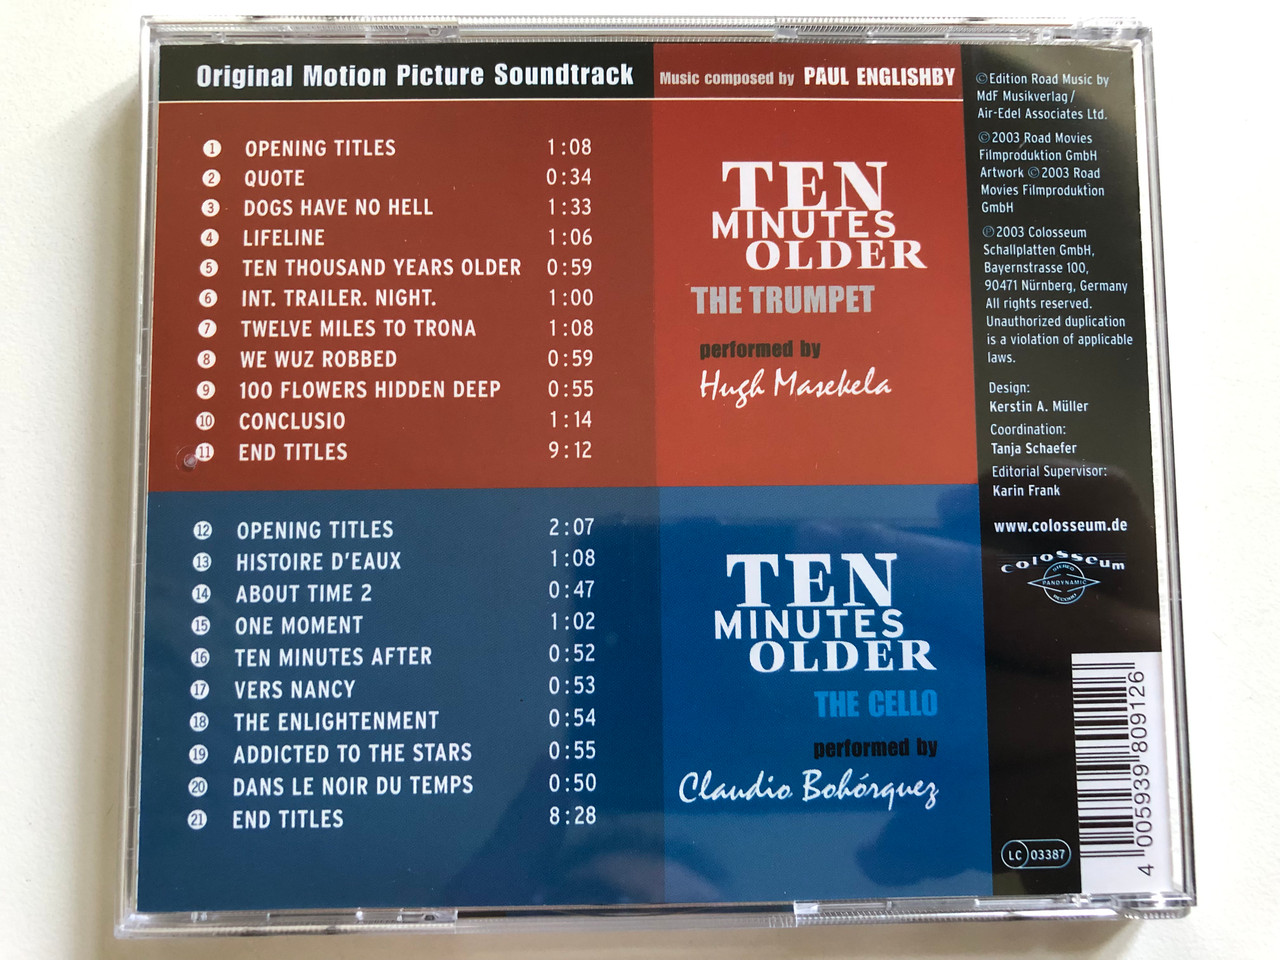 Original Motion Picture Soundtrack
Music composed by PAUL ENGLISHBY
1 OPENING TITLES 1:08
2 QUOTE 0:34
3 DOGS HAVE NO HELL 1:33
4 LIFELINE 1:06
5 TEN THOUSAND YEARS OLDER 0:59
6 INT. TRAILER. NIGHT. 1:00
7 TWELVE MILES TO TRONA 1:08
8 WE WUZ ROBBED 0:59
9 100 FLOWERS HIDDEN DEEP 0:55
10 CONCLUSIO 1:14
11 END TITLES 9:12
TEN
MINUTES
OLDER
THE TRUMPET
performed by
Hugh Masekela
12 OPENING TITLES 2:07
13 HISTOIRE D'EAUX 1:08
14 ABOUT TIME 2 0:47
15 ONE MOMENT 1:02
16 TEN MINUTES AFTER 0:52
17 VERS NANCY 0:53
18 THE ENLIGHTENMENT 0:54
19 ADDICTED TO THE STARS 0:55
20 DANS LE NOIR DU TEMPS 0:50
21 END TITLES 8:28
TEN
MINUTES
OLDER
THE CELLO
performed by
Claudio Bohórquez
©Edition Road Music by
MdF Musikverlag /
Air-Edel Associates Ltd.
©2003 Road Movies
Filmproduktion GmbH
Artwork ©2003 Road
Movies Filmproduktion
GmbH
℗2003 Colosseum
Schallplatten GmbH,
Bayernstrasse 100,
90471 Nürnberg, Germany
All rights reserved.
Unauthorized duplication
is a violation of applicable
laws.
Design:
Kerstin A. Müller
Coordination:
Tanja Schaefer
Editorial Supervisor:
Karin Frank
www.colosseum.de
colosseum
STEREO
PANDYNAMIC
RECORD
LC 03387
4 005939 809126